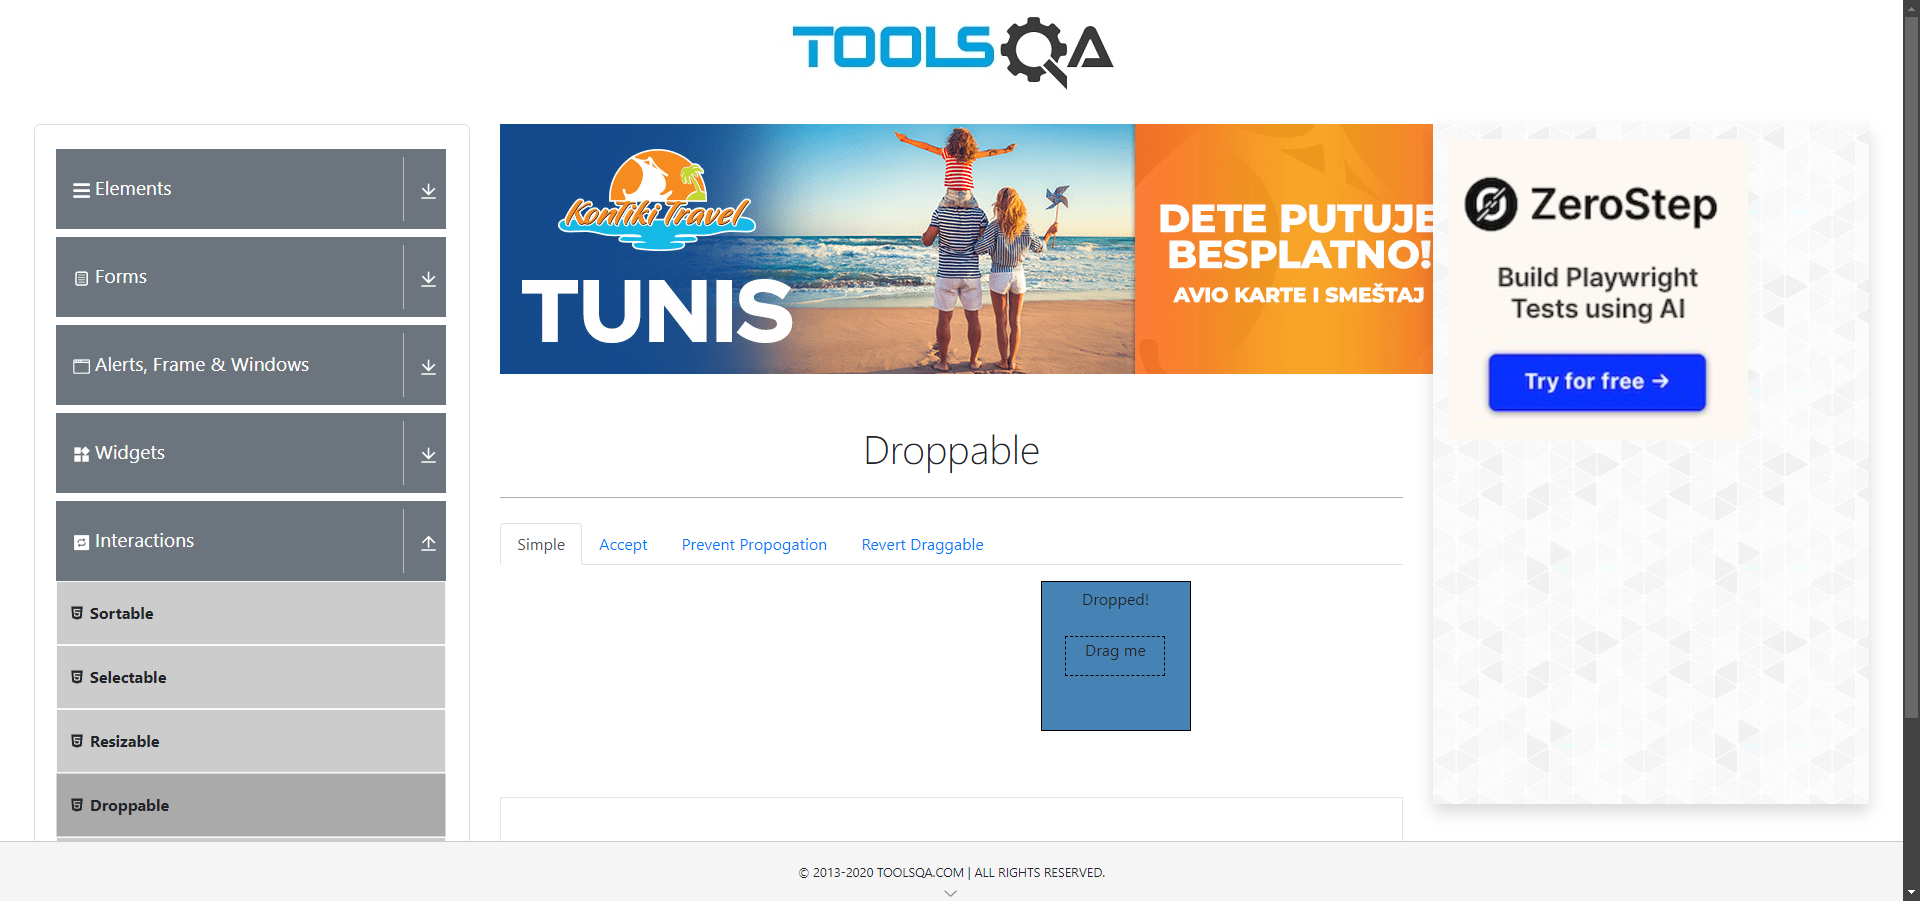 TOOLSQA
Elements
Forms
Alerts, Frame & Windows
Widgets
Interactions
Sortable
Selectable
Resizable
Droppable
KonTiki Travel
TUNIS
DETE PUTUJE
BESPLATNO!
AVIO KARTE I SMEŠTAJ
ZeroStep
Build Playwright
Tests using AI
Try for free →
Droppable
Simple Accept Prevent Propogation Revert Draggable
Dropped!
Drag me
© 2013-2020 TOOLSQA.COM | ALL RIGHTS RESERVED.